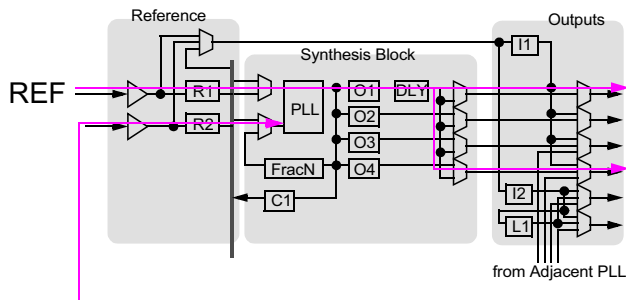 Reference
Outputs
Synthesis Block
I1
REF
R1
O1
DLY
PLL
O2
R2
O3
FracN
O4
C1
I2
L1
from Adjacent PLL